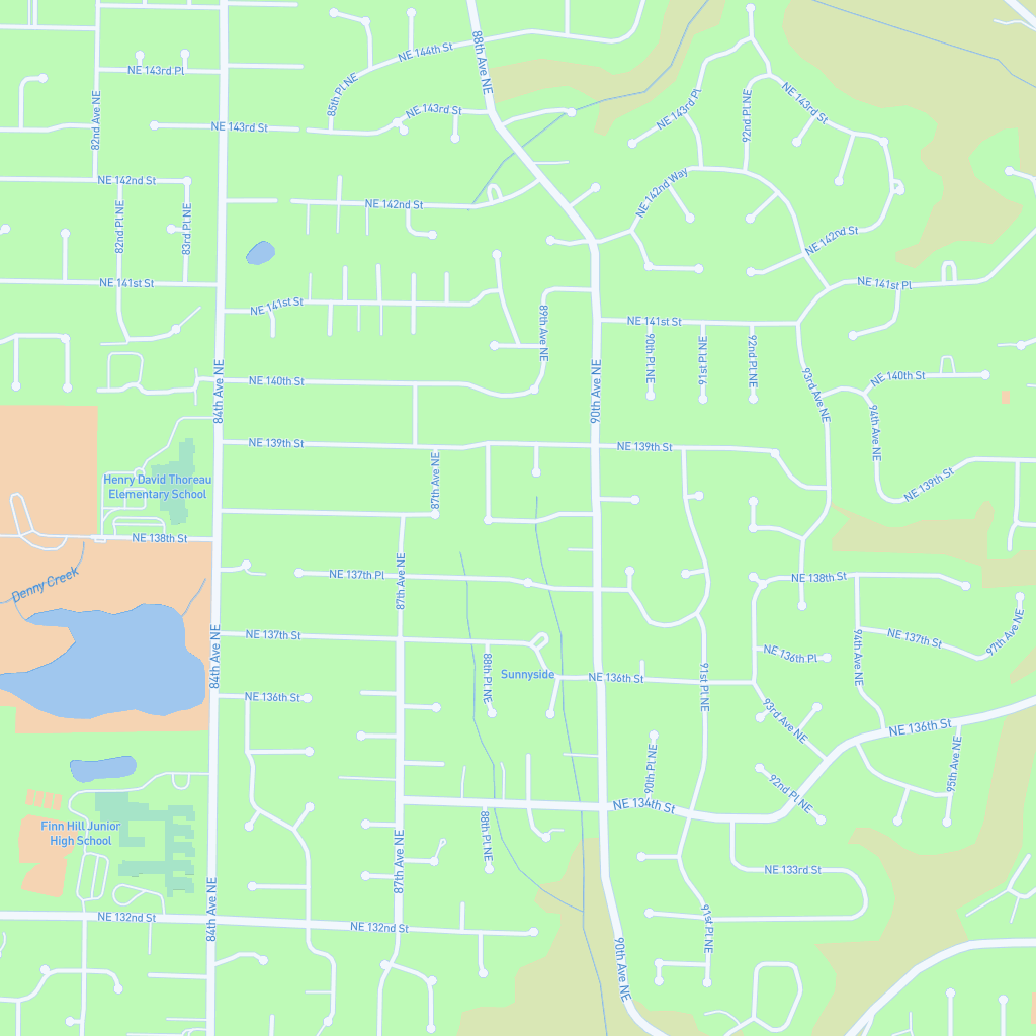 88th Ave NE
NE 144th St
NE 143rd Pl
85th Pl NE
NE 143rd Pl
92nd Pl NE
NE 143rd St
82nd Ave NE
NE 143rd St
NE 143rd St
NE 142nd St
NE 142nd Way
82nd Pl NE
83rd Pl NE
NE 142nd St
NE 142nd St
NE 141st St
NE 141st Pl
NE 141st St
89th Ave NE
NE 141st St
90th Pl NE
91st Pl NE
92nd Pl NE
84th Ave NE
NE 140th St
90th Ave NE
93rd Ave NE
NE 140th St
94th Ave NE
NE 139th St
NE 139th St
87th Ave NE
NE 139th St
Henry David Thoreau
Elementary School
NE 138th St
Denny Creek
87th Ave NE
NE 137th Pl
NE 138th St
84th Ave NE
NE 137th St
94th Ave NE
NE 137th St
97th Ave NE
88th Pl NE
Sunnyside
NE 136th St
NE 136th Pl
91st Pl NE
NE 136th St
93rd Ave NE
NE 136th St
90th Pl NE
95th Ave NE
92nd Pl NE
NE 134th St
Finn Hill Junior
High School
88th Pl NE
87th Ave NE
NE 133rd St
84th Ave NE
NE 132nd St
NE 132nd St
91st Pl NE
90th Ave NE